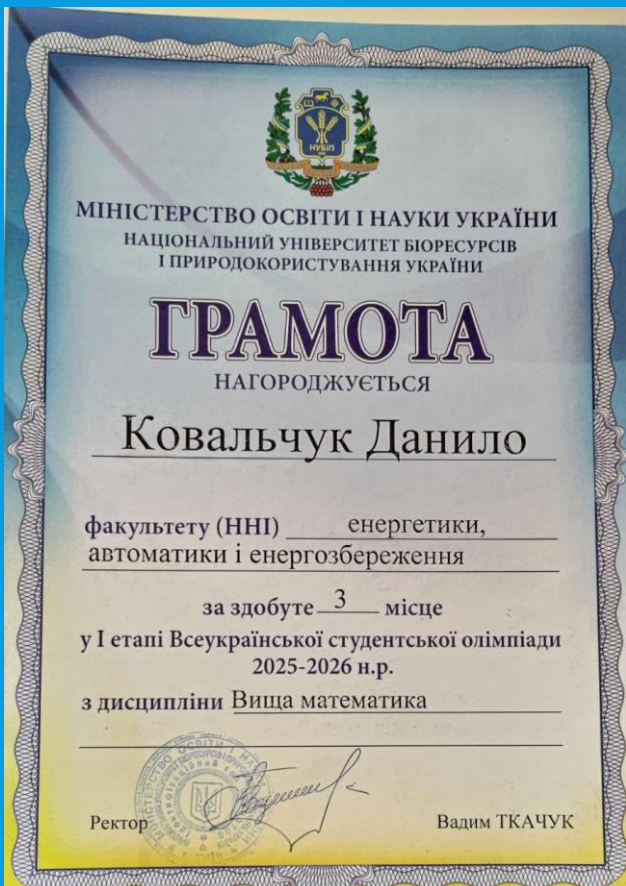 НУБІП
МІНІСТЕРСТВО ОСВІТИ І НАУКИ УКРАЇНИ
НАЦІОНАЛЬНИЙ УНІВЕРСИТЕТ БІОРЕСУРСІВ
І ПРИРОДОКОРИСТУВАННЯ УКРАЇНИ
ГРАМОТА
НАГОРОДЖУЄТЬСЯ
Ковальчук Данило
факультету (ННІ) енергетики,
автоматики і енергозбереження
за здобуте 3 місце
у І етапі Всеукраїнської студентської олімпіади
2025-2026 н.р.
з дисципліни Вища математика
Ректор
Вадим ТКАЧУК